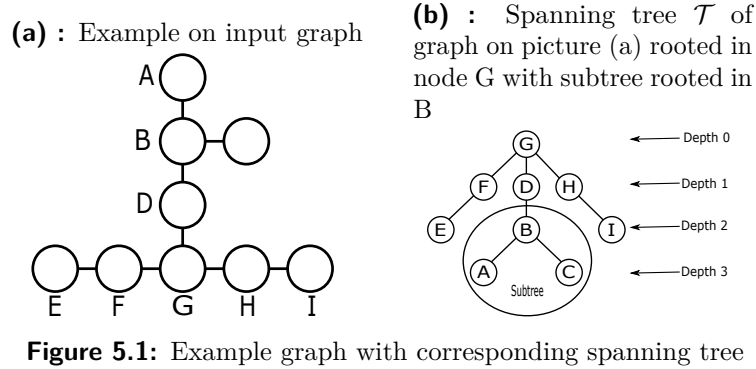 (a) : Example on input graph
A
B
D
E F G H I
(b) : Spanning tree 𝒯 of
graph on picture (a) rooted in
node G with subtree rooted in
B
G Depth 0
F D H Depth 1
E B I Depth 2
A C Depth 3
Subtree
Figure 5.1: Example graph with corresponding spanning tree